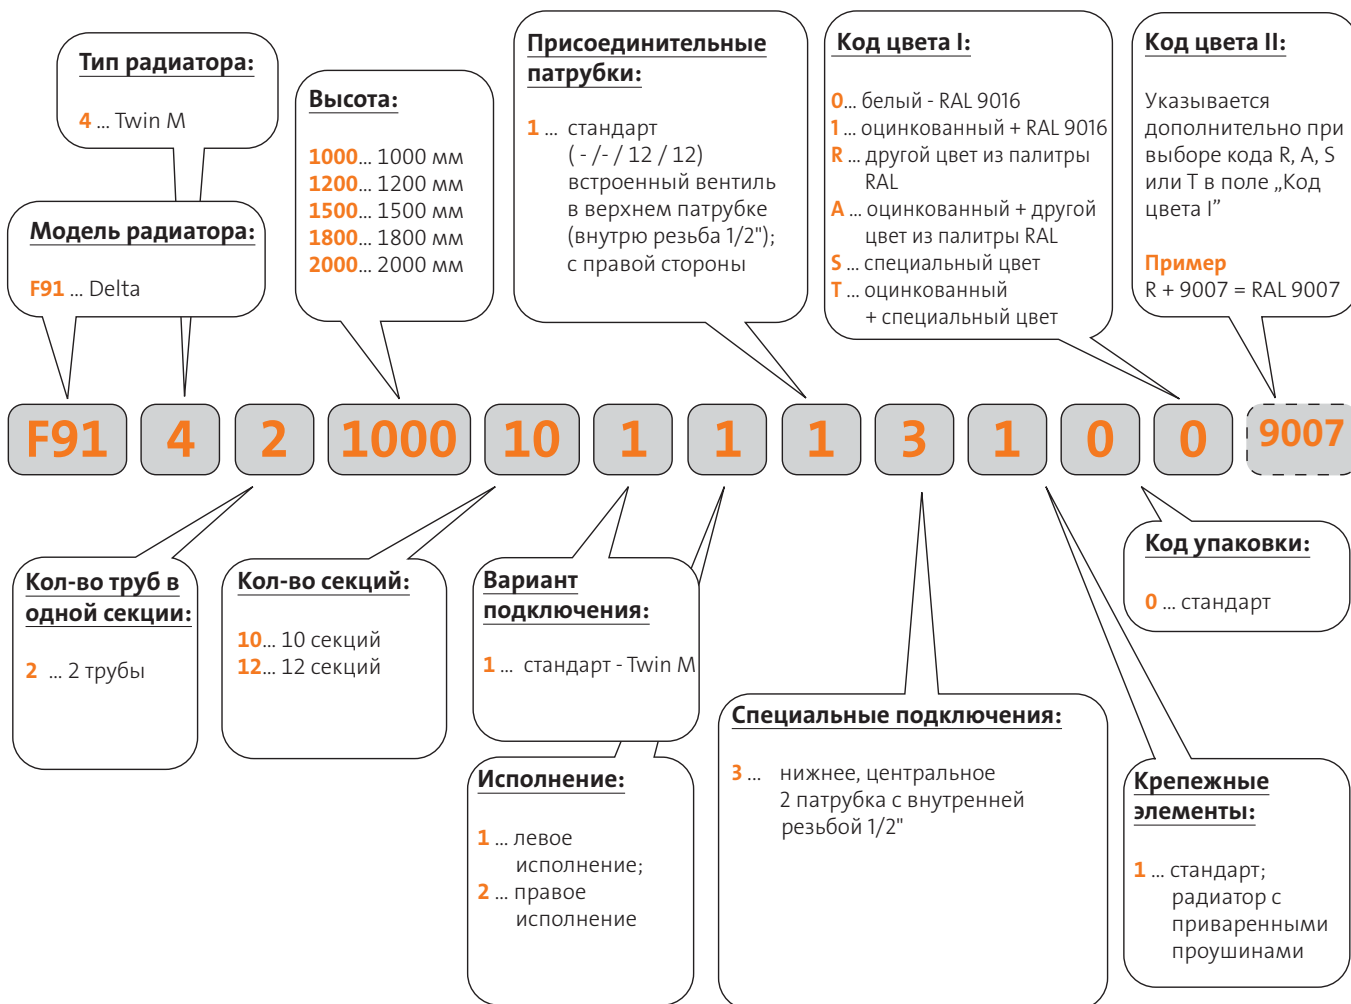 Тип радиатора:
4 ... Twin M
Модель радиатора:
F91 ... Delta
Высота:
1000... 1000 мм
1200... 1200 мм
1500... 1500 мм
1800... 1800 мм
2000... 2000 мм
Присоединительные
патрубки:
1 ... стандарт
( - /- / 12 / 12)
встроенный вентиль
в верхнем патрубке
(внутрю резьба 1/2");
с правой стороны
Код цвета I:
0... белый - RAL 9016
1... оцинкованный + RAL 9016
R ... другой цвет из палитры
RAL
A ... оцинкованный + другой
цвет из палитры RAL
S ... специальный цвет
T ... оцинкованный
+ специальный цвет
Код цвета II:
Указывается
дополнительно при
выборе кода R, A, S
или T в поле „Код
цвета I”
Пример
R + 9007 = RAL 9007
F91 4 2 1000 10 1 1 1 3 1 0 0 9007
Кол-во труб в
одной секции:
2 ... 2 трубы
Кол-во секций:
10... 10 секций
12... 12 секций
Вариант
подключения:
1 ... стандарт - Twin M
Исполнение:
1 ... левое
исполнение;
2 ... правое
исполнение
Специальные подключения:
3 ... нижнее, центральное
2 патрубка с внутренней
резьбой 1/2"
Крепежные
элементы:
1 ... стандарт;
радиатор с
приваренными
проушинами
Код упаковки:
0 ... стандарт